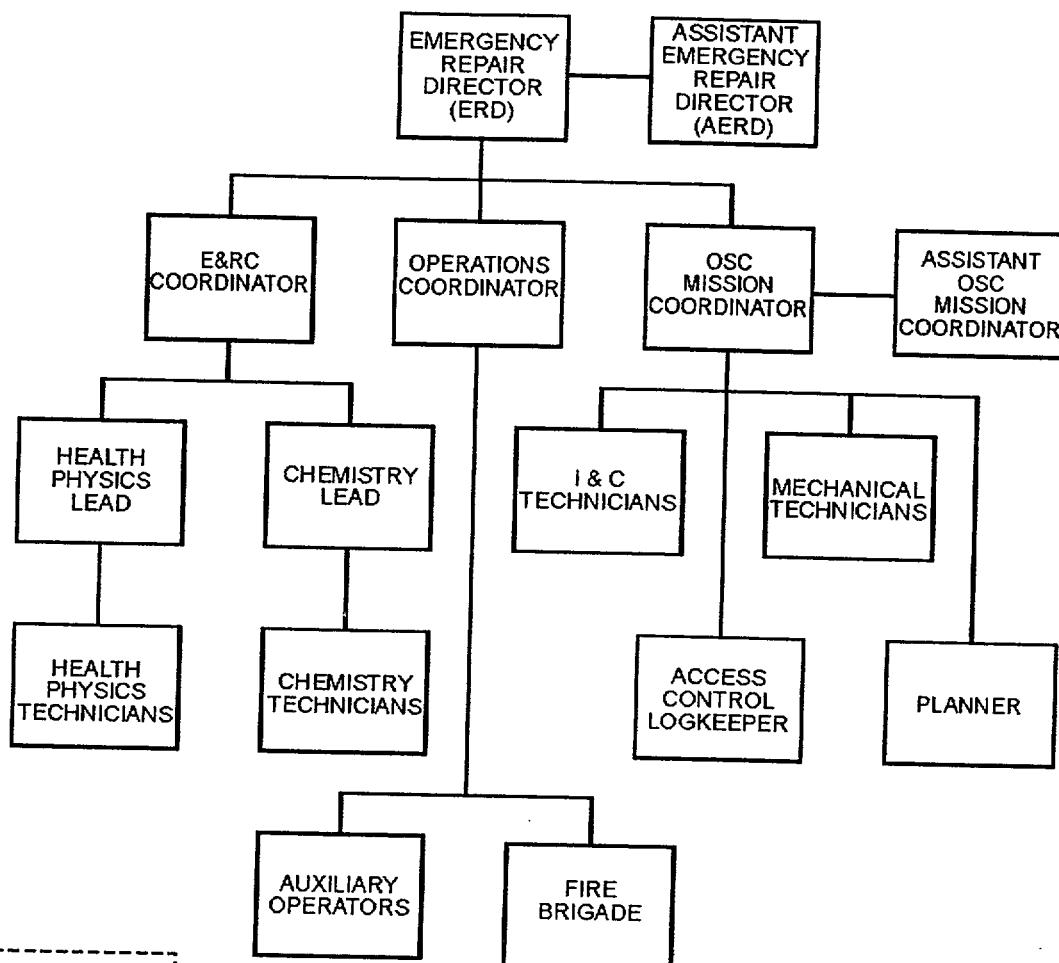 EMERGENCY
REPAIR
DIRECTOR
(ERD)
ASSISTANT
EMERGENCY
REPAIR
DIRECTOR
(AERD)
E&RC
COORDINATOR
OPERATIONS
COORDINATOR
OSC
MISSION
COORDINATOR
ASSISTANT
OSC
MISSION
COORDINATOR
HEALTH
PHYSICS
LEAD
CHEMISTRY
LEAD
I & C
TECHNICIANS
MECHANICAL
TECHNICIANS
HEALTH
PHYSICS
TECHNICIANS
CHEMISTRY
TECHNICIANS
ACCESS
CONTROL
LOGKEEPER
PLANNER
AUXILIARY
OPERATORS
FIRE
BRIGADE